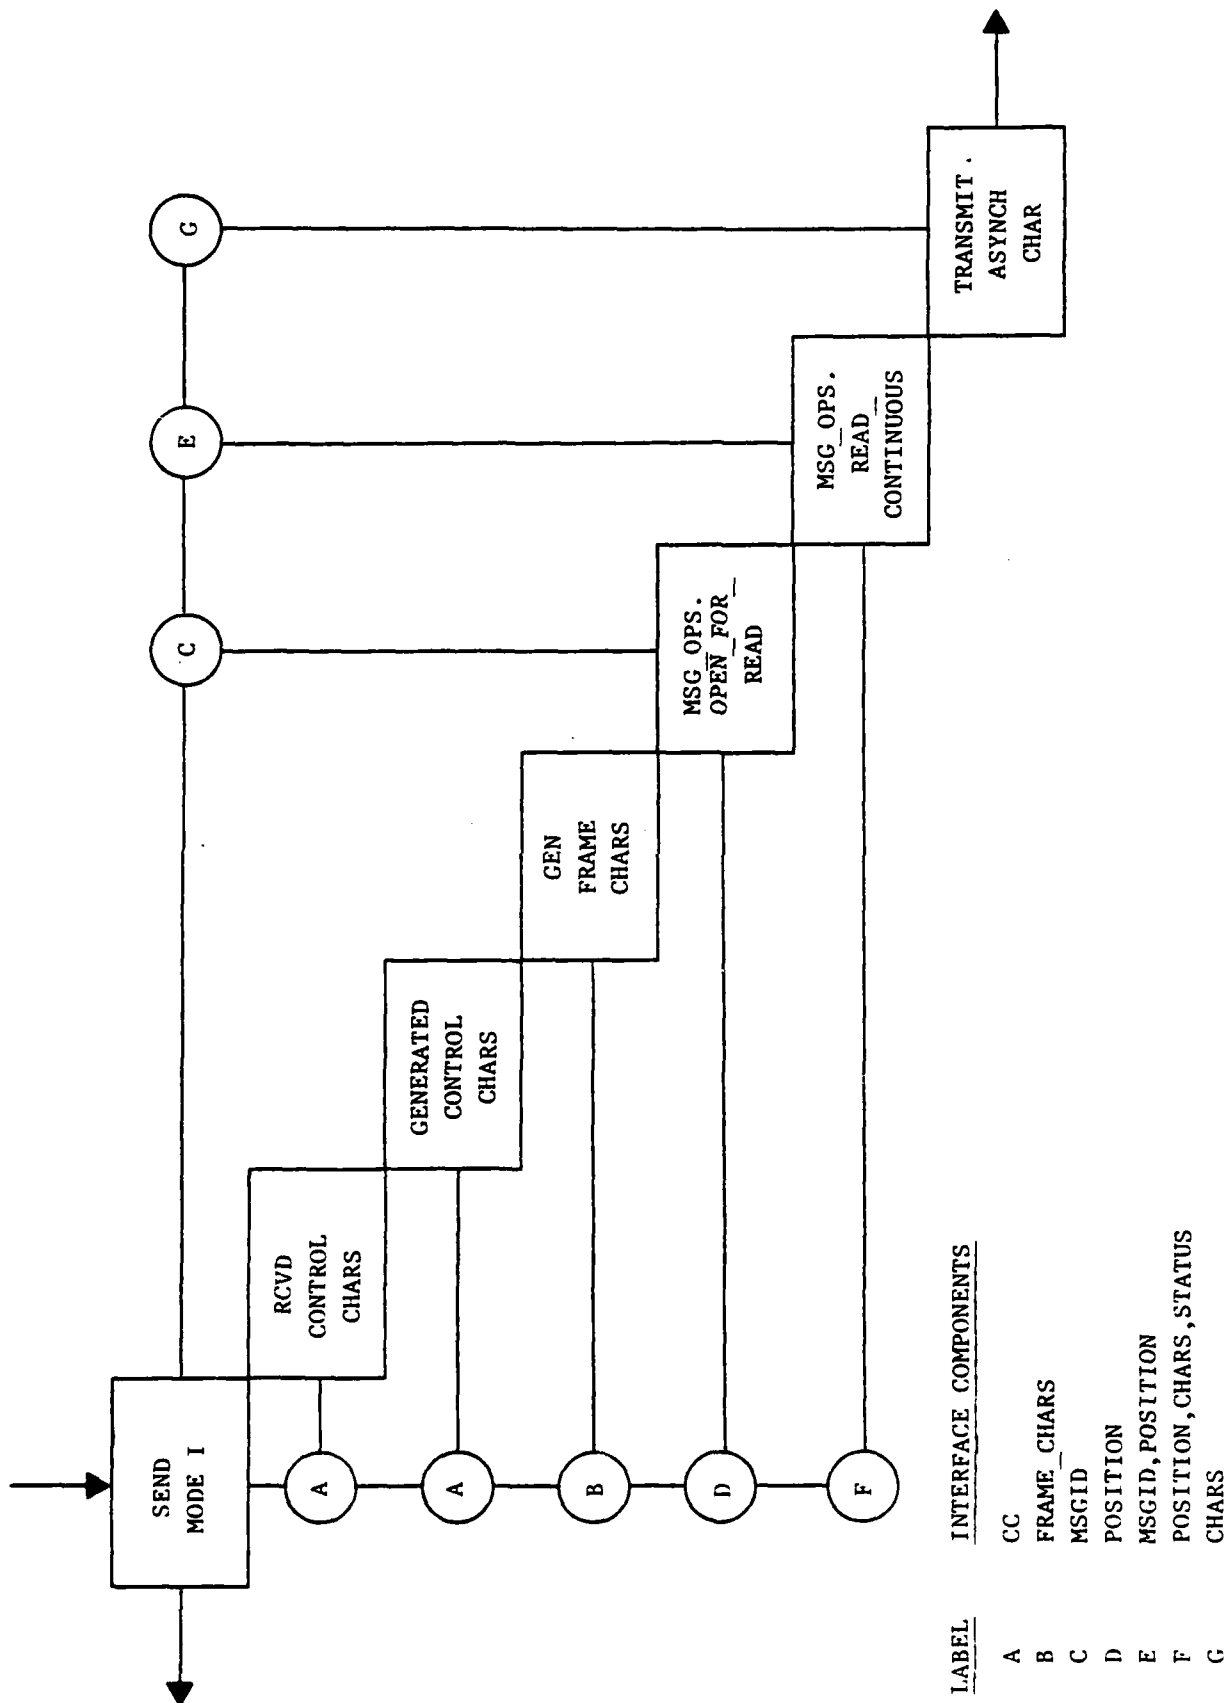 SEND
MODE I
RCVD
CONTROL
CHARS
GENERATED
CONTROL
CHARS
GEN
FRAME
CHARS
MSG_OPS.
OPEN_FOR_
READ
MSG_OPS.
READ_
CONTINUOUS
TRANSMIT.
ASYNCH
CHAR
C
E
G
A
A
B
D
F
LABEL INTERFACE COMPONENTS
A CC
B FRAME_CHARS
C MSGID
D POSITION
E MSGID,POSITION
F POSITION,CHARS,STATUS
G CHARS